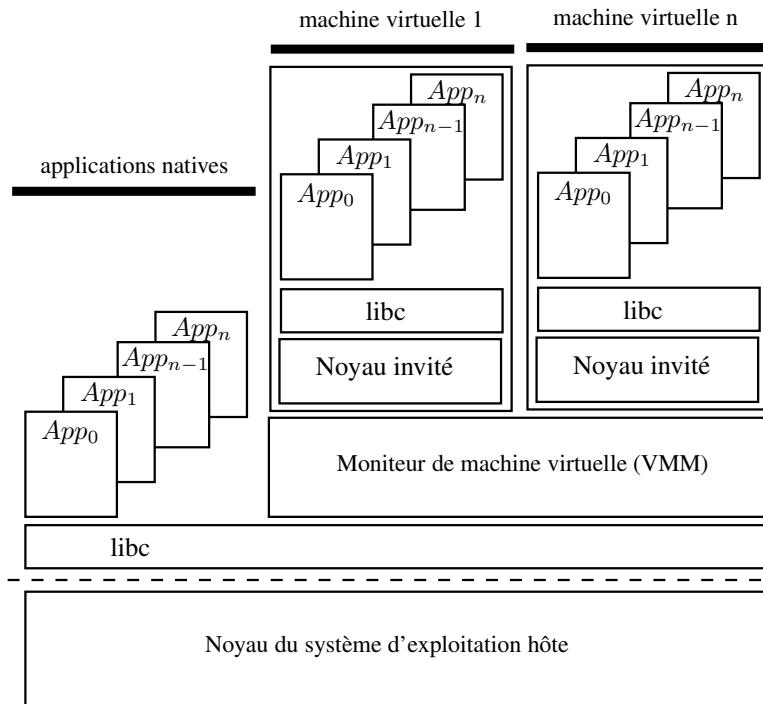 machine virtuelle 1
machine virtuelle n
App_n
App_{n-1}
App_1
App_0
App_n
App_{n-1}
App_1
App_0
libc
libc
Noyau invité
Noyau invité
applications natives
App_n
App_{n-1}
App_1
App_0
Moniteur de machine virtuelle (VMM)
libc
Noyau du système d'exploitation hôte